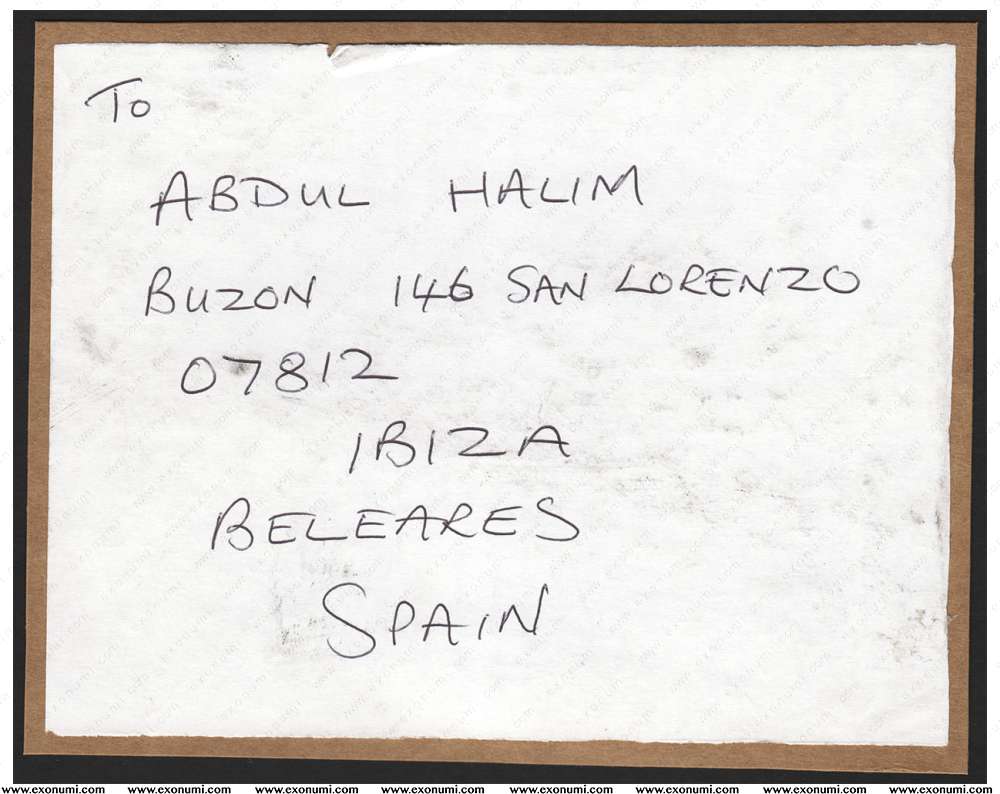 To
ABDUL HALIM
BUZON 146 SAN LORENZO
07812
IBIZA
BELEARES
SPAIN
www.exonumi.com www.exonumi.com www.exonumi.com www.exonumi.com www.exonumi.com www.exonumi.com www.exonumi.com www.exonumi.com